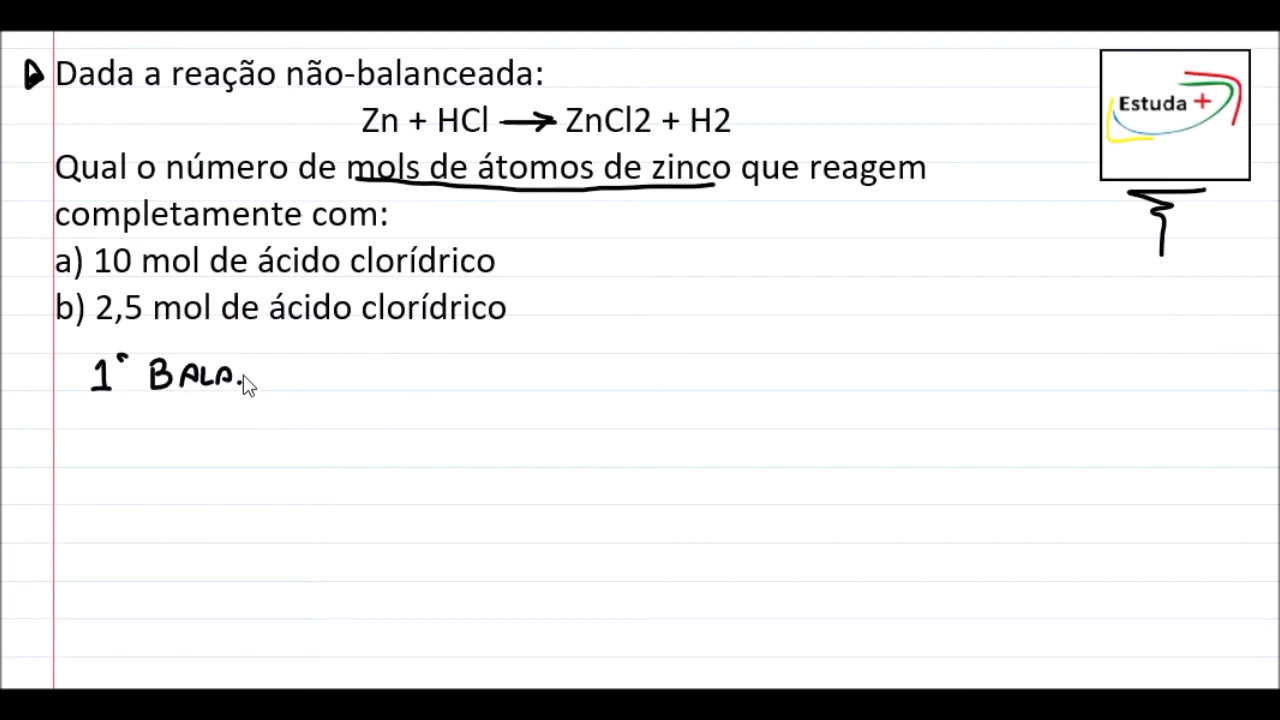 Dada a reação não-balanceada:
Zn + HCl → ZnCl2 + H2
Qual o número de mols de átomos de zinco que reagem
completamente com:
a) 10 mol de ácido clorídrico
b) 2,5 mol de ácido clorídrico
1° BALA.
Estuda +